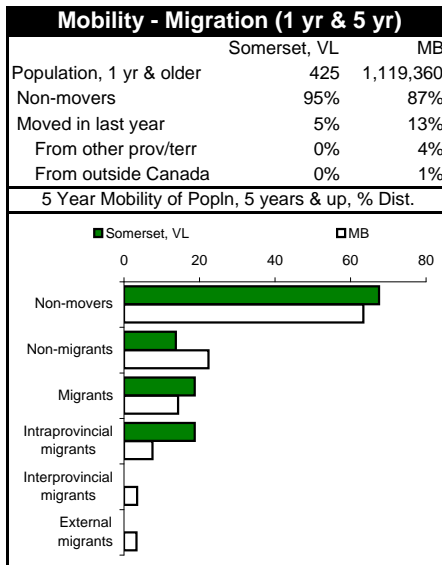 Mobility - Migration (1 yr & 5 yr)
Somerset, VL MB
Population, 1 yr & older 425 1,119,360
Non-movers 95% 87%
Moved in last year 5% 13%
From other prov/terr 0% 4%
From outside Canada 0% 1%
5 Year Mobility of Popln, 5 years & up, % Dist.
Somerset, VL MB
0 20 40 60 80
Non-movers
Non-migrants
Migrants
Intraprovincial
migrants
Interprovincial
migrants
External
migrants